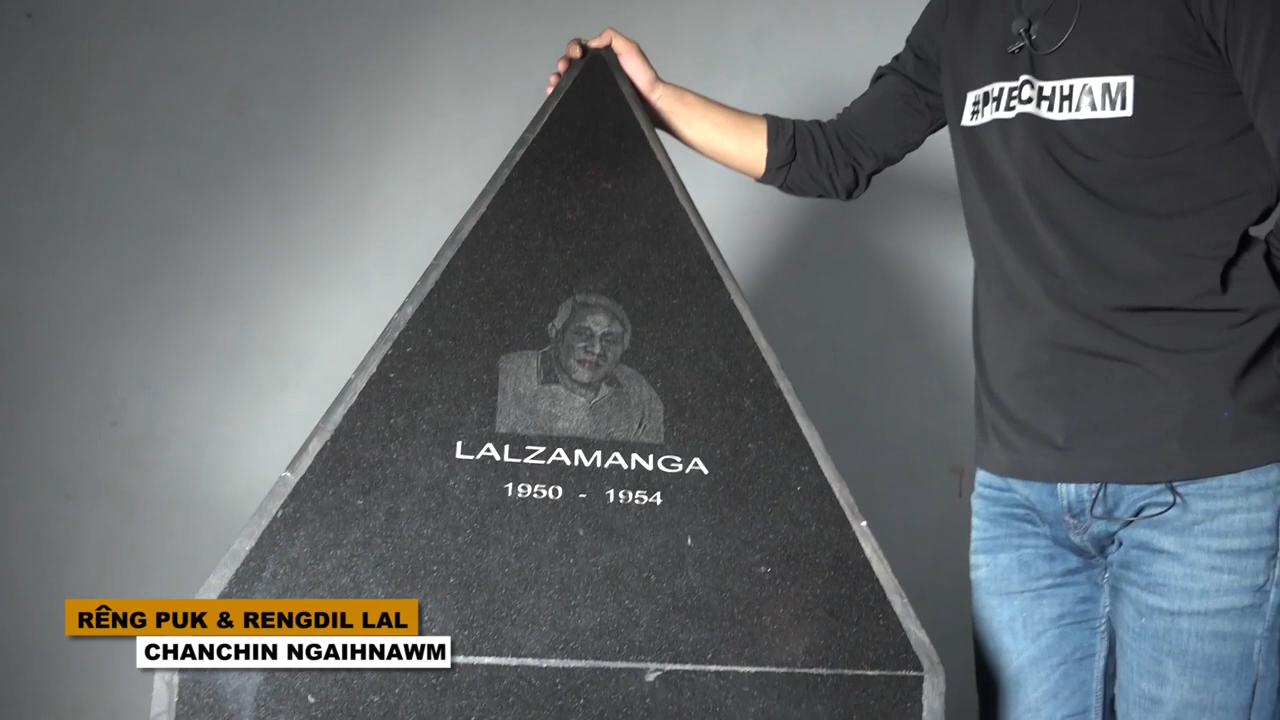 #PHECHHAM
LALZAMANGA
1950 - 1954
RÊNG PUK & RENGDIL LAL
CHANCHIN NGAIHNAWM